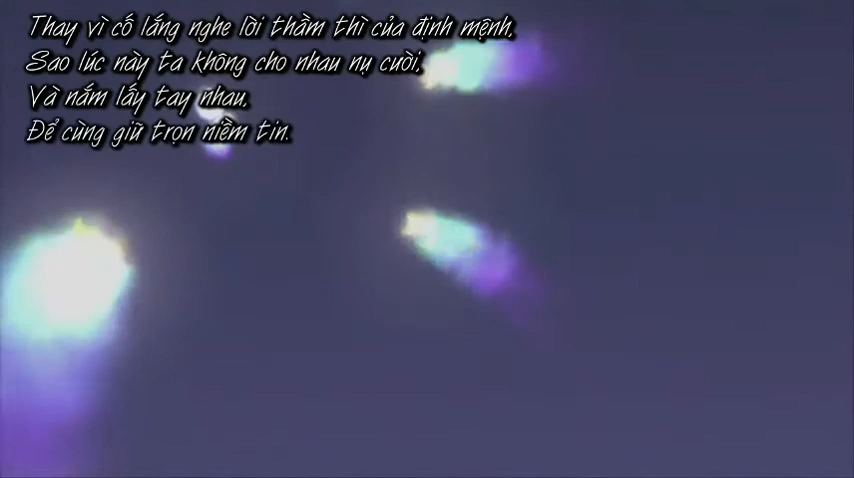 Thay vì cố lắng nghe lời thầm thì của định mệnh,
Sao lúc này ta không cho nhau nụ cười,
Và nắm lấy tay nhau,
Để cùng giữ trọn niềm tin.